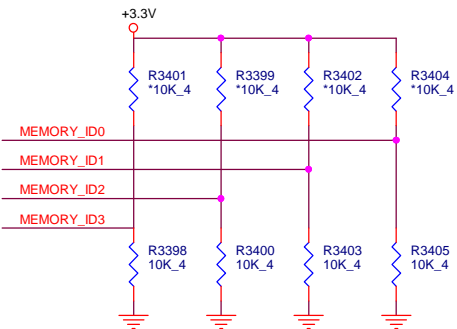 +3.3V
R3401
*10K_4
R3399
*10K_4
R3402
*10K_4
R3404
*10K_4
MEMORY_ID0
MEMORY_ID1
MEMORY_ID2
MEMORY_ID3
R3398
10K_4
R3400
10K_4
R3403
10K_4
R3405
10K_4